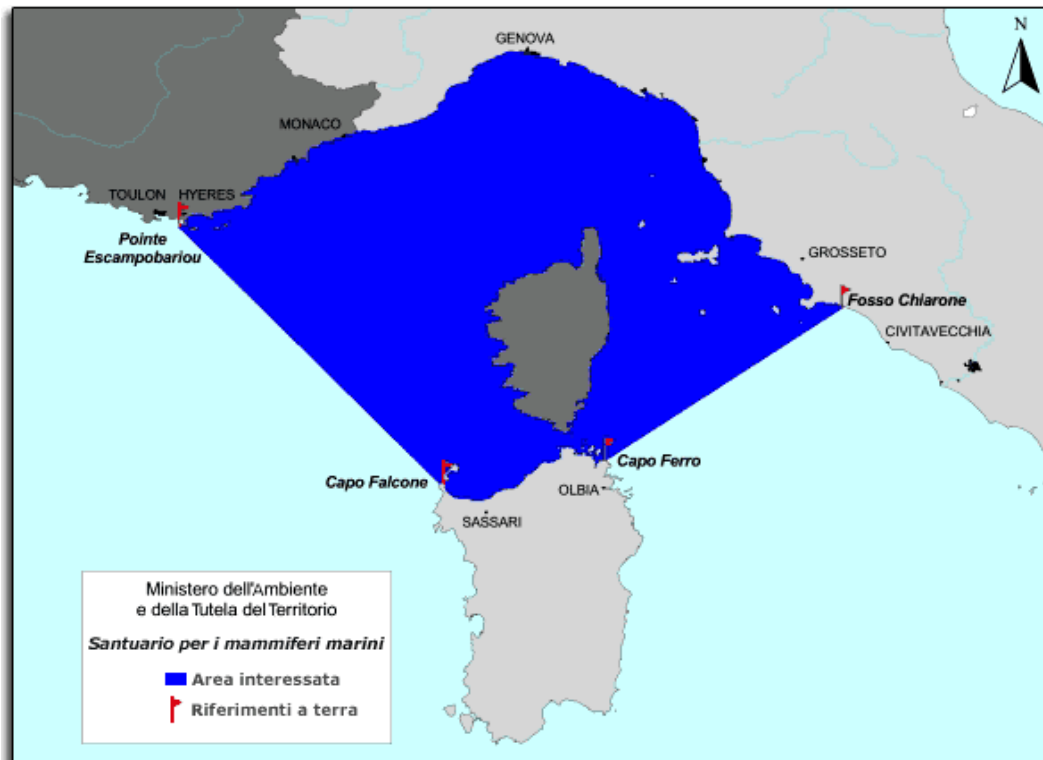 N
GENOVA
MONACO
TOULON HYERES
Pointe
Escampobariou
GROSSETO
Fosso Chiarone
CIVITAVECCHIA
Capo Ferro
Capo Falcone
OLBIA
SASSARI
Ministero dell'Ambiente
e della Tutela del Territorio
Santuario per i mammiferi marini
Area interessata
Riferimenti a terra